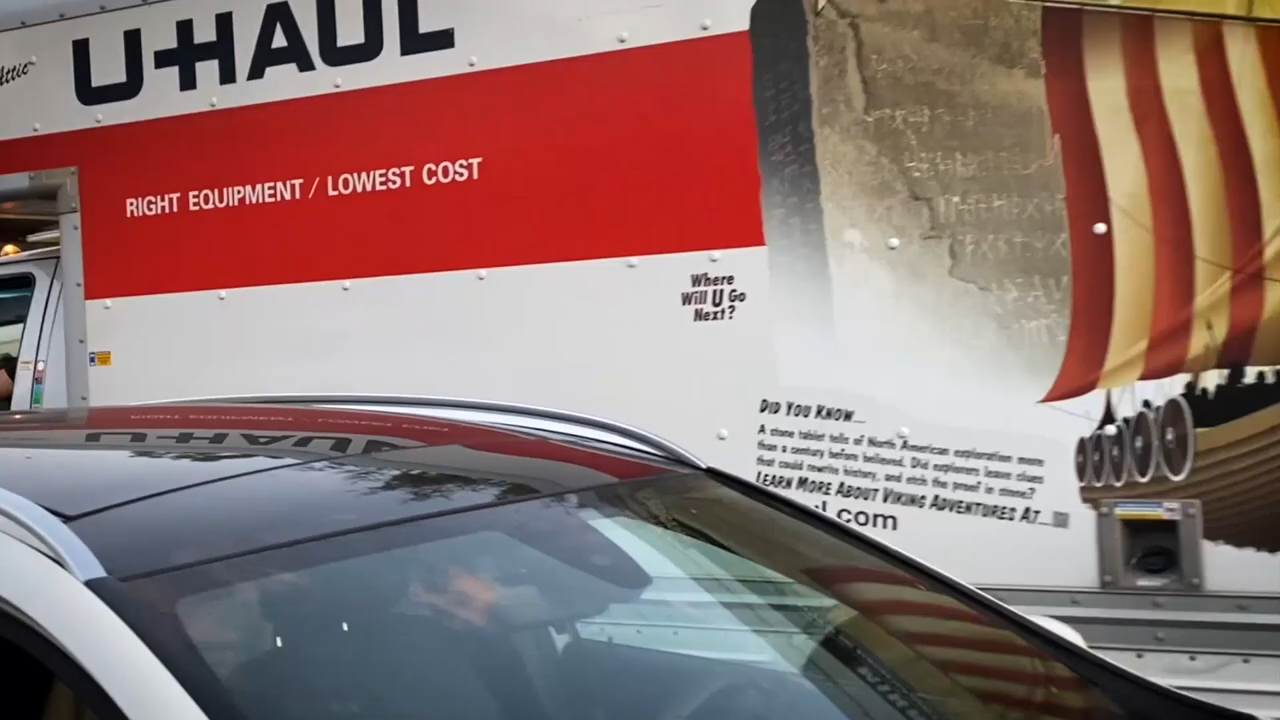 Attic
U-HAUL
RIGHT EQUIPMENT / LOWEST COST
Where
Will U Go
Next?
DID YOU KNOW...
A stone tablet tells of North American exploration more
than a century before believed. Did explorers leave clues
that could rewrite history, and etch the proof in stone?
LEARN MORE ABOUT VIKING ADVENTURES AT...
l.com